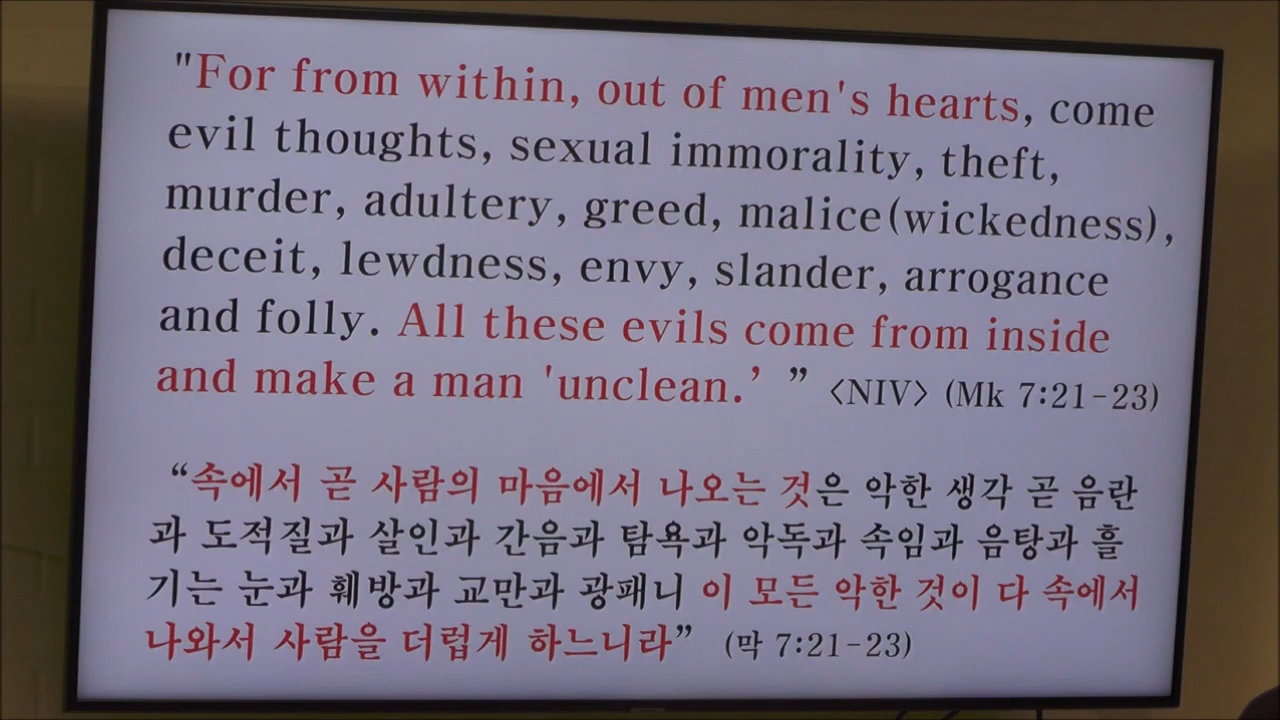 "For from within, out of men's hearts, come
evil thoughts, sexual immorality, theft,
murder, adultery, greed, malice(wickedness),
deceit, lewdness, envy, slander, arrogance
and folly. All these evils come from inside
and make a man 'unclean.’ ” <NIV> (Mk 7:21-23)
“속에서 곧 사람의 마음에서 나오는 것은 악한 생각 곧 음란
과 도적질과 살인과 간음과 탐욕과 악독과 속임과 음탕과 흘
기는 눈과 훼방과 교만과 광패니 이 모든 악한 것이 다 속에서
나와서 사람을 더럽게 하느니라” (막 7:21-23)